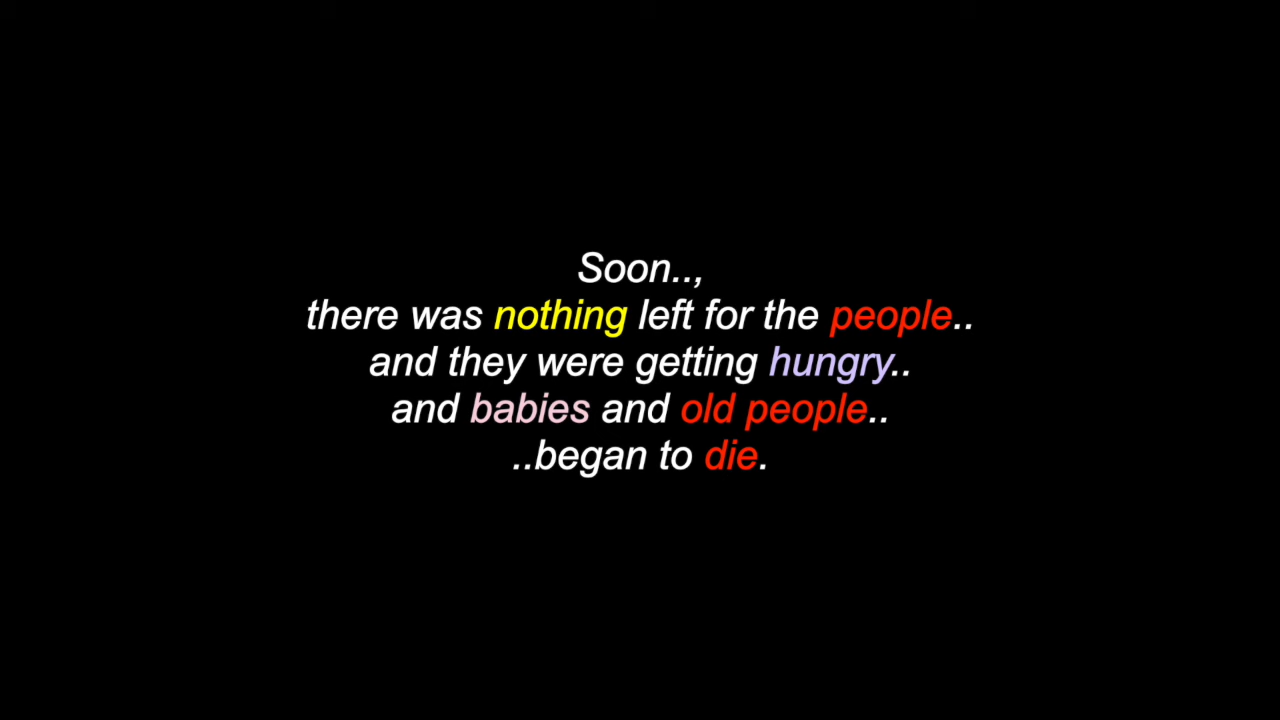 Soon..,
there was nothing left for the people..
and they were getting hungry..
and babies and old people..
..began to die.